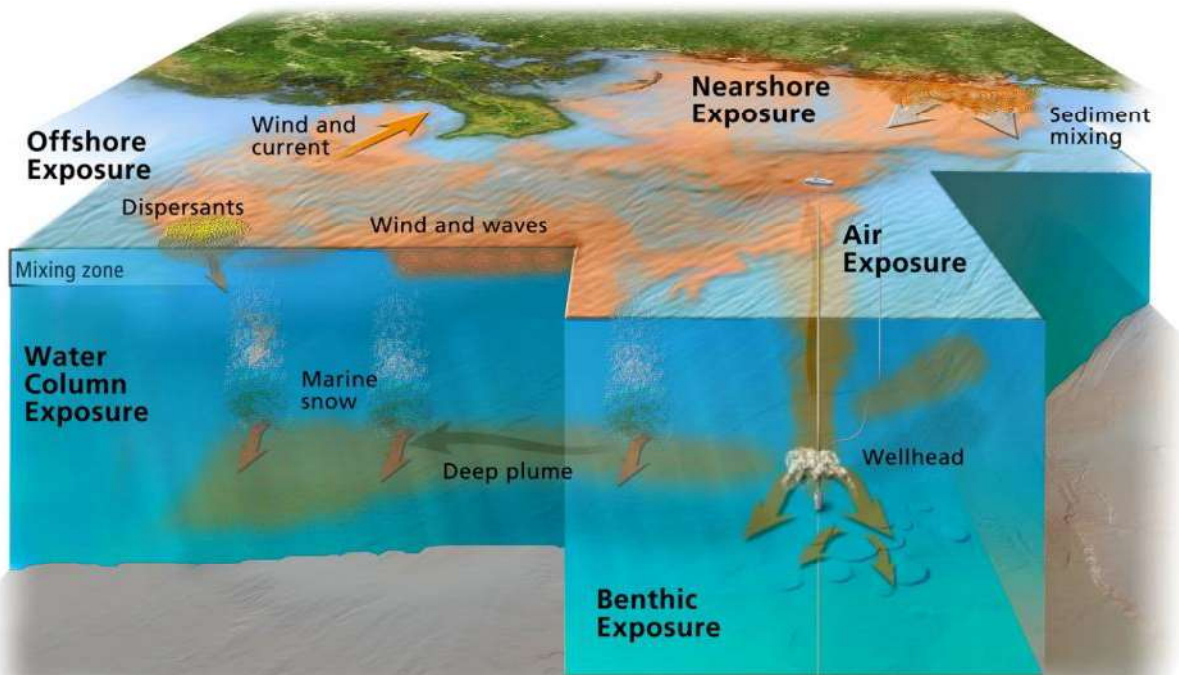 Nearshore
Exposure
Sediment
mixing
Wind and
current
Offshore
Exposure
Dispersants
Wind and waves
Air
Exposure
Mixing zone
Water
Column
Exposure
Marine
snow
Deep plume
Wellhead
Benthic
Exposure